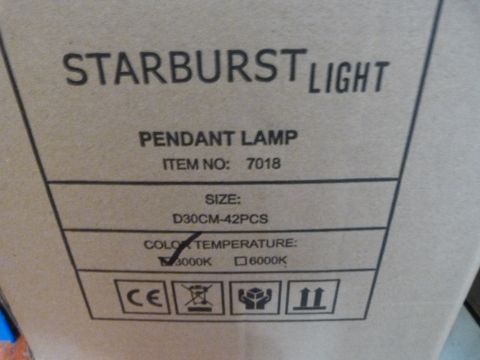 STARBURST LIGHT
PENDANT LAMP
ITEM NO: 7018
SIZE:
D30CM-42PCS
COLOR TEMPERATURE:
3000K 6000K
CE